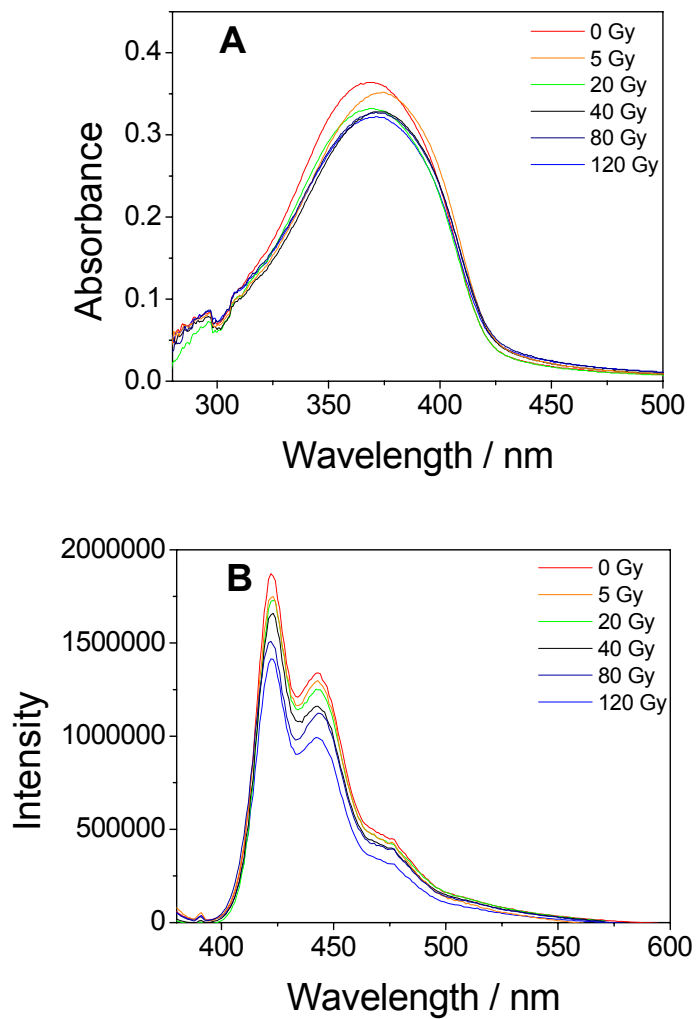 A
0 Gy
5 Gy
20 Gy
40 Gy
80 Gy
120 Gy
0.4
0.3
0.2
0.1
0.0
Absorbance
300 350 400 450 500
Wavelength / nm
B
0 Gy
5 Gy
20 Gy
40 Gy
80 Gy
120 Gy
2000000
1500000
1000000
500000
0
Intensity
400 450 500 550 600
Wavelength / nm